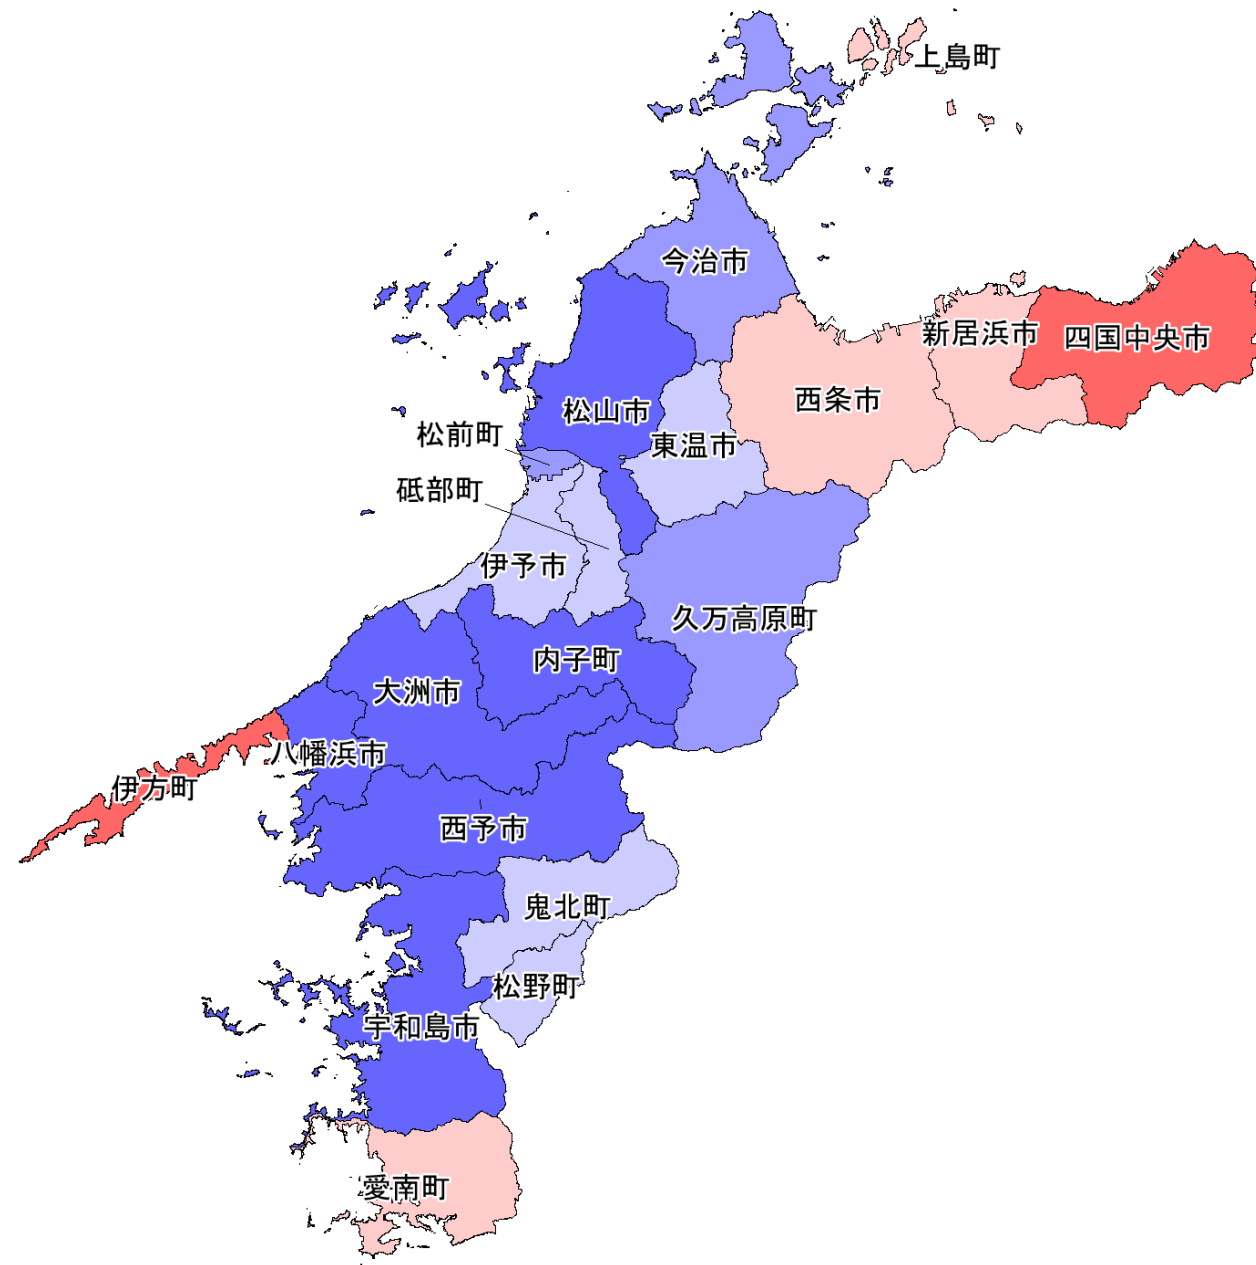 上島町
今治市
新居浜市
四国中央市
西条市
松山市
松前町
東温市
砥部町
伊予市
久万高原町
内子町
大洲市
八幡浜市
伊方町
西予市
鬼北町
松野町
宇和島市
愛南町